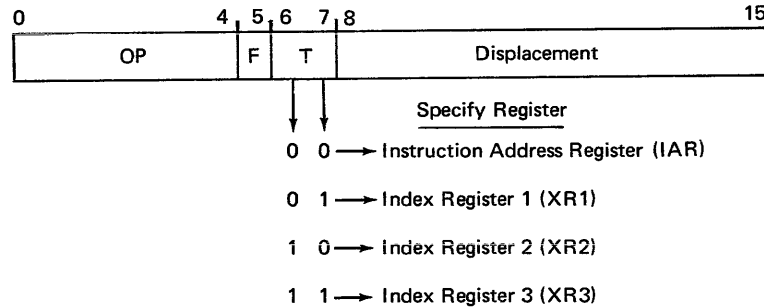 0 4 5 6 7 8 15
OP F T Displacement
Specify Register
0 0 Instruction Address Register (IAR)
0 1 Index Register 1 (XR1)
1 0 Index Register 2 (XR2)
1 1 Index Register 3 (XR3)